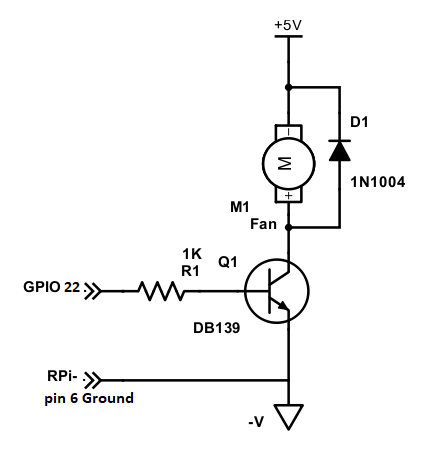 +5V
D1
−
M
1N1004
+
M1
Fan
1K
R1
Q1
GPIO 22 .
DB139
RPi- .
pin 6 Ground
-V